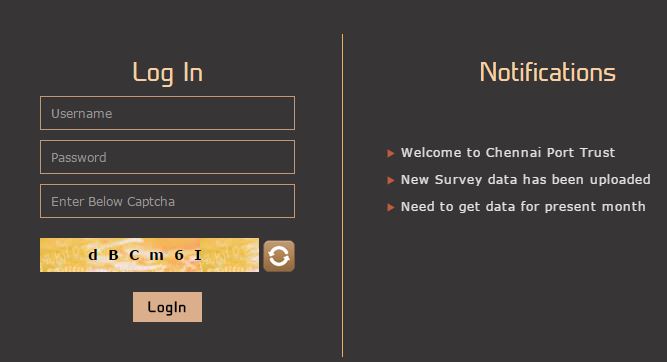 Log In
Username
Password
Enter Below Captcha
d B C m 6 I
LogIn
Notifications
Welcome to Chennai Port Trust
New Survey data has been uploaded
Need to get data for present month